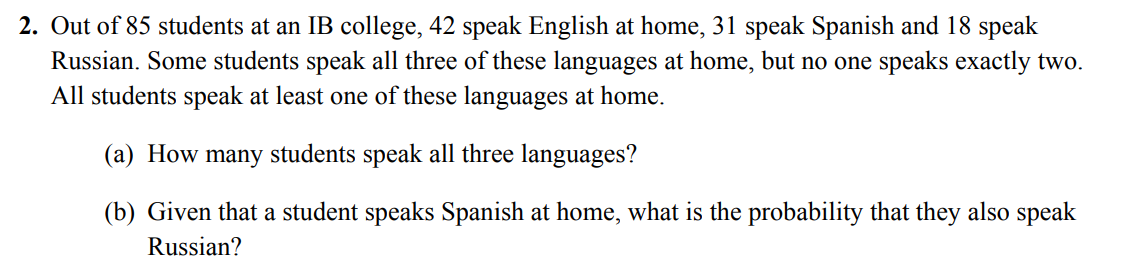 2. Out of 85 students at an IB college, 42 speak English at home, 31 speak Spanish and 18 speak
Russian. Some students speak all three of these languages at home, but no one speaks exactly two.
All students speak at least one of these languages at home.
(a) How many students speak all three languages?
(b) Given that a student speaks Spanish at home, what is the probability that they also speak
Russian?